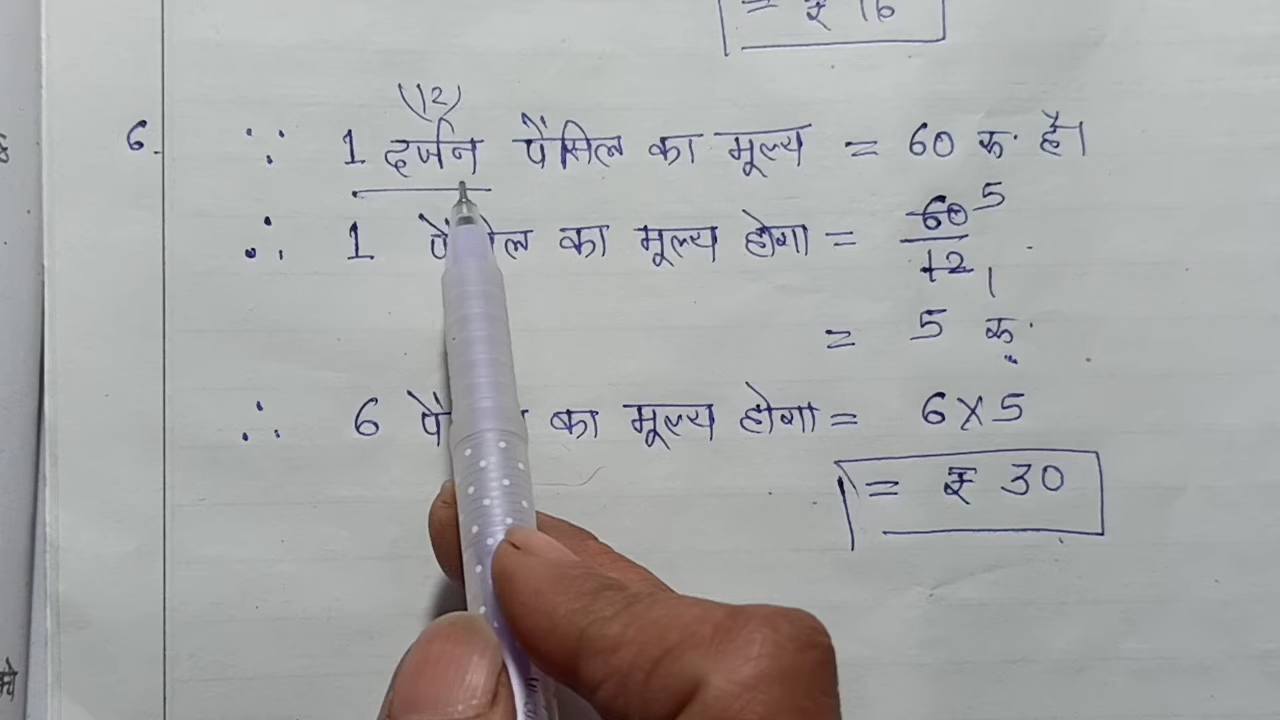 = ₹ 16
(12)
6. ∵ 1 दर्जन पैंसिल का मूल्य = 60 रु. है।
∴ 1 का मूल्य होगा = 60/12 5 1
= 5 रु.
∴ 6 का मूल्य होगा = 6×5
= ₹ 30